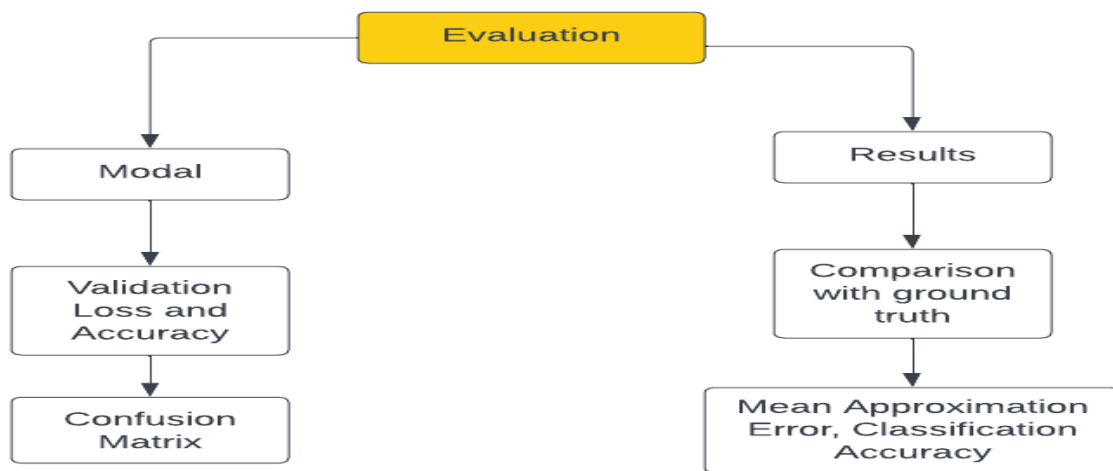 Evaluation
Modal
Validation
Loss and
Accuracy
Confusion
Matrix
Results
Comparison
with ground
truth
Mean Approximation
Error, Classification
Accuracy